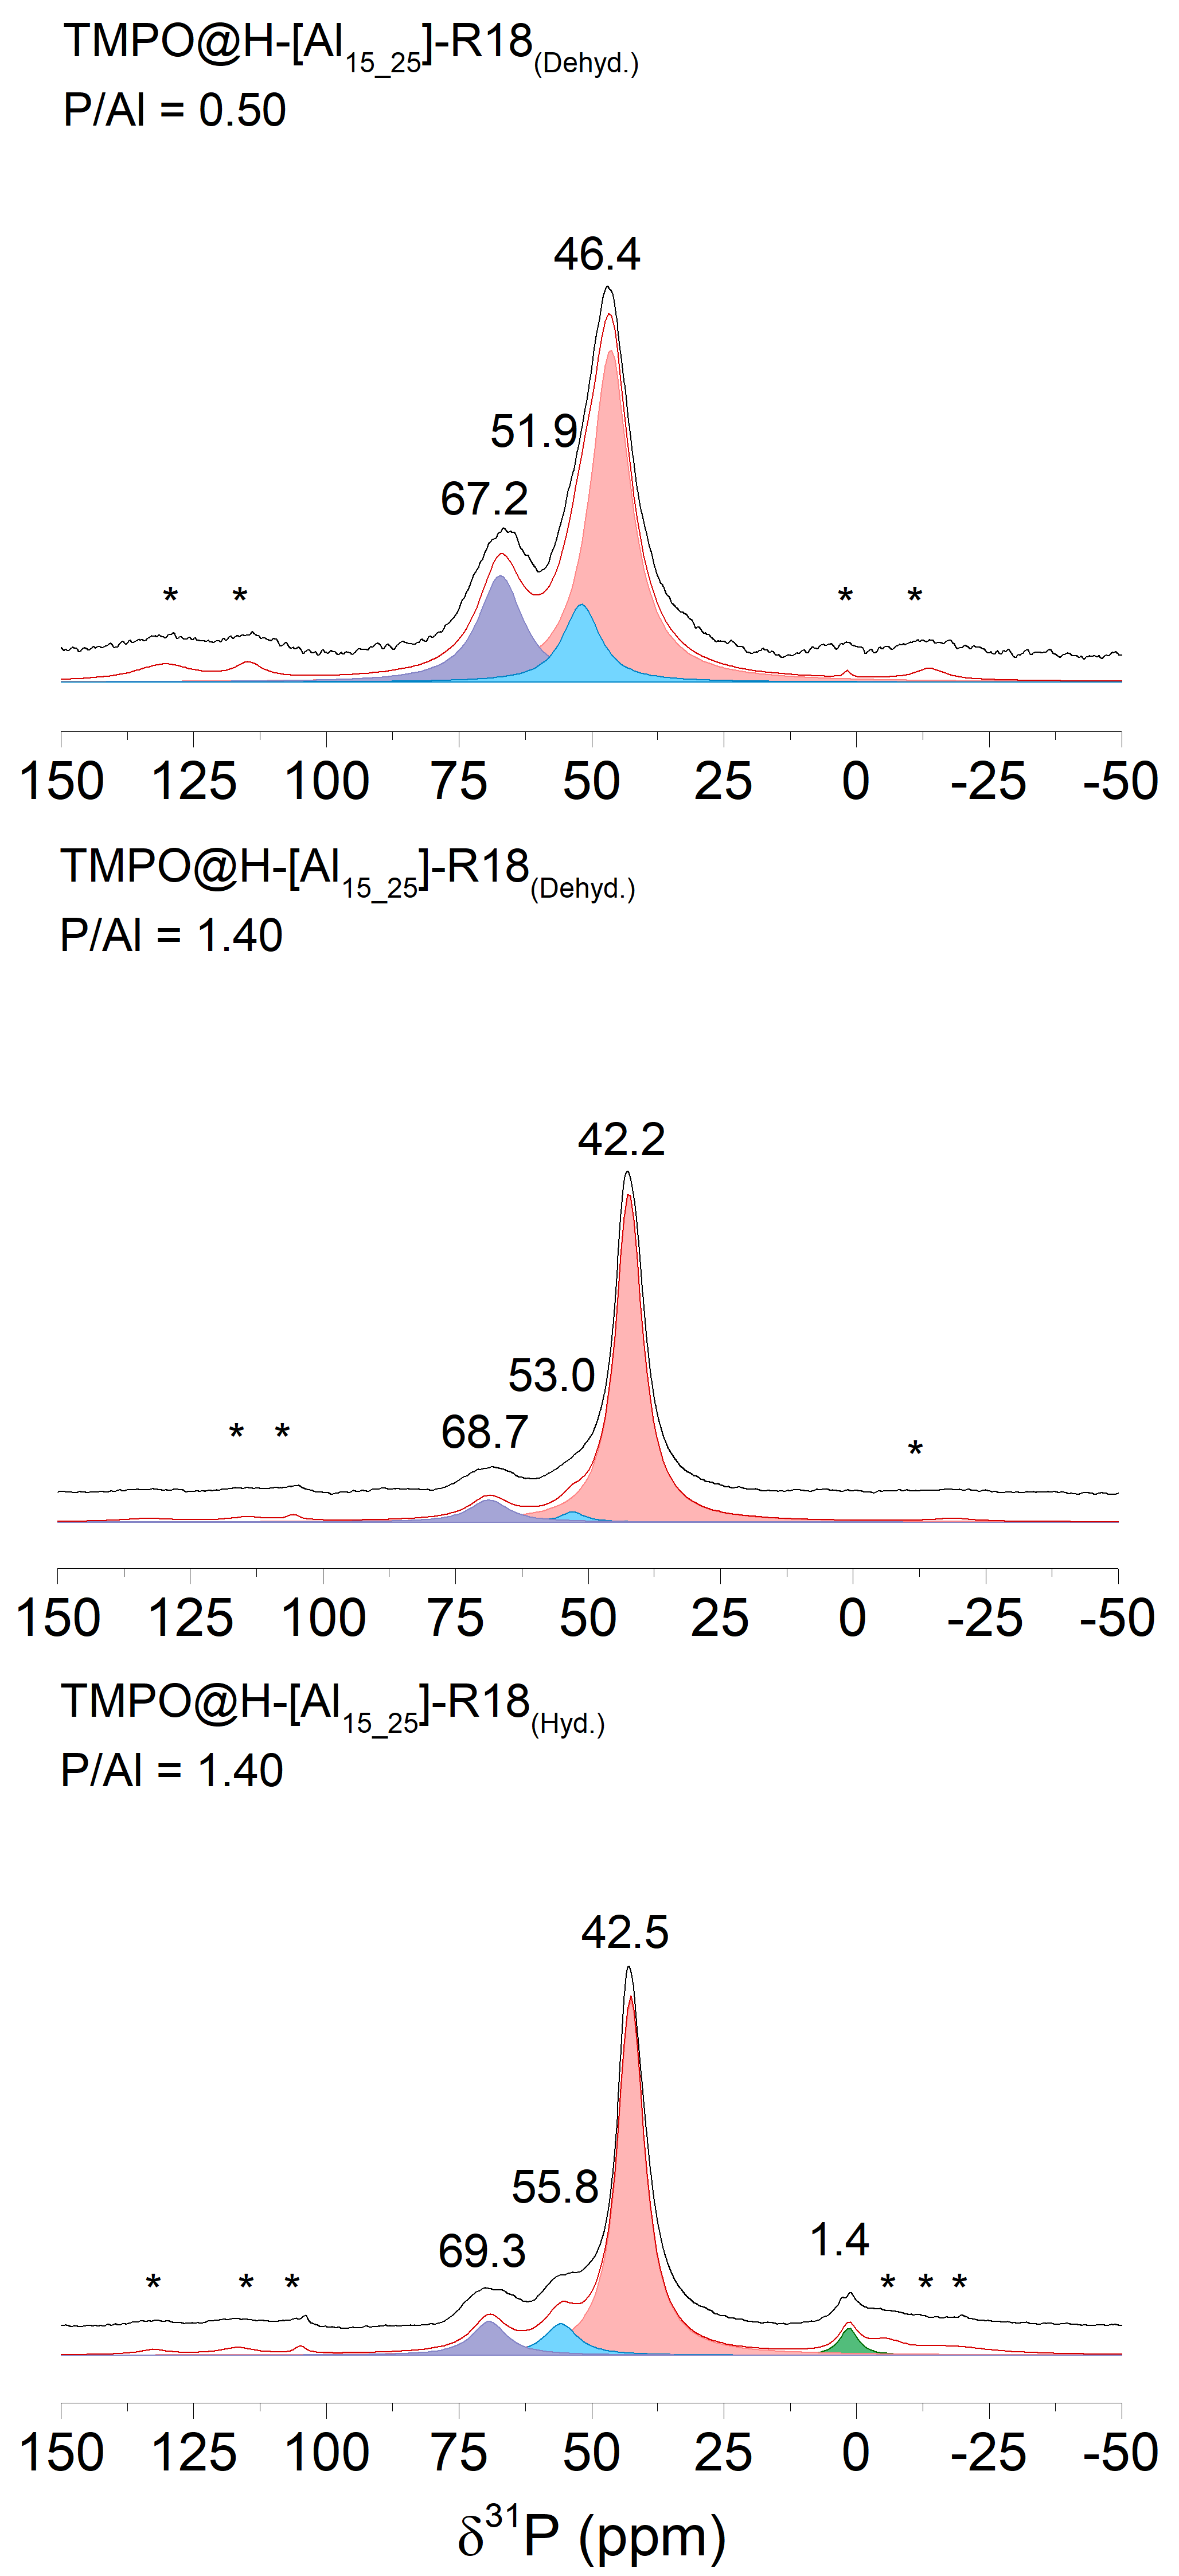 TMPO@H-[Al15_25]-R18(Dehyd.)
P/Al = 0.50
46.4
51.9
67.2
* * * *
150 125 100 75 50 25 0 -25 -50
TMPO@H-[Al15_25]-R18(Dehyd.)
P/Al = 1.40
42.2
53.0
68.7
* * *
150 125 100 75 50 25 0 -25 -50
TMPO@H-[Al15_25]-R18(Hyd.)
P/Al = 1.40
42.5
55.8
69.3 1.4
* * * * * *
150 125 100 75 50 25 0 -25 -50
δ31P (ppm)